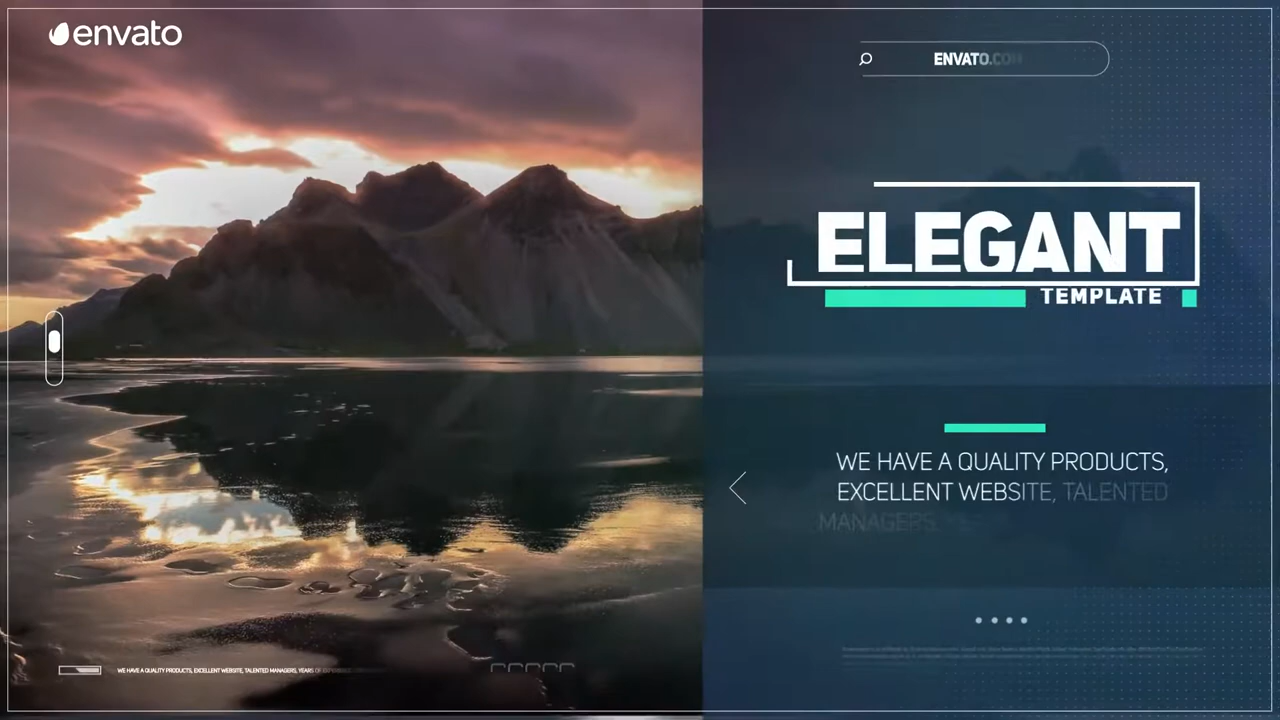 envato
ENVATO.COM
ELEGANT
TEMPLATE
WE HAVE A QUALITY PRODUCTS,
EXCELLENT WEBSITE, TALENTED
MANAGERS,
WE HAVE A QUALITY PRODUCTS, EXCELLENT WEBSITE, TALENTED MANAGERS, YEARS OF